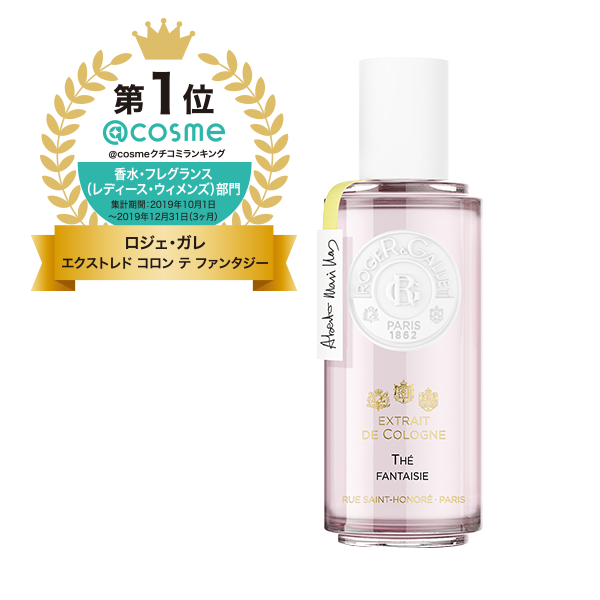 第1位
@cosme
@cosmeクチコミランキング
香水・フレグランス
(レディース・ウィメンズ)部門
集計期間:2019年10月1日
~2019年12月31日(3ヶ月)
ロジェ・ガレ
エクストレド コロン テ ファンタジー
ROGER & GALLET
PARIS
1862
EXTRAIT
DE COLOGNE
THÉ
FANTAISIE
RUE SAINT-HONORÉ · PARIS